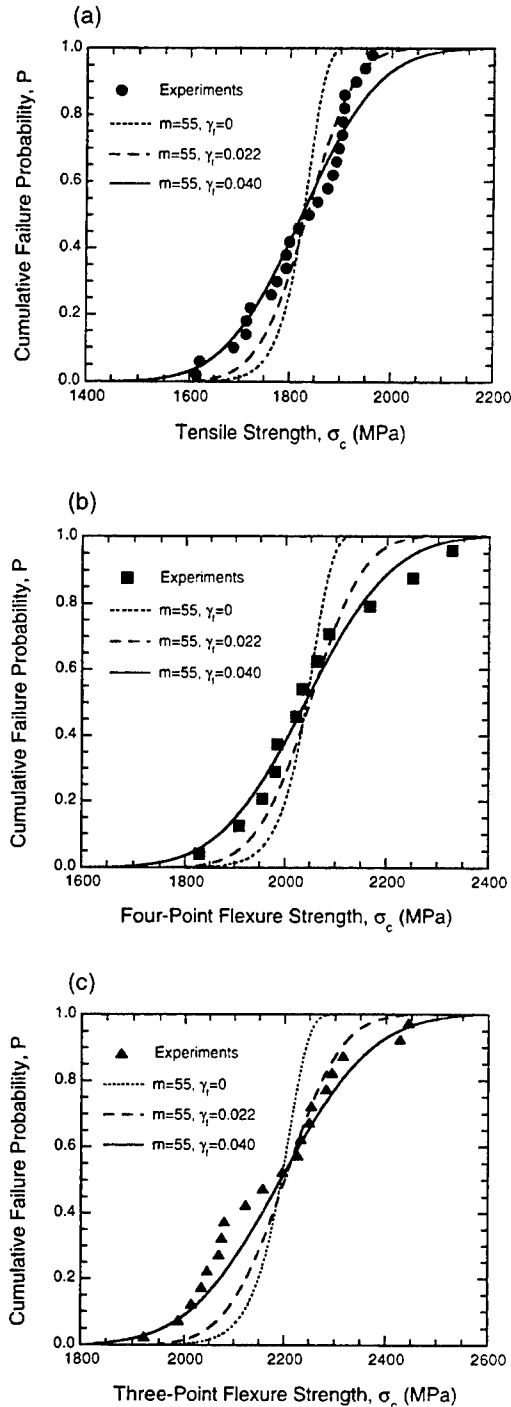 (a)
Cumulative Failure Probability, P
1.0
0.8
0.6
0.4
0.2
0.0
Experiments
m=55, γf=0
m=55, γf=0.022
m=55, γf=0.040
1400 1600 1800 2000 2200
Tensile Strength, σc (MPa)
(b)
Cumulative Failure Probability, P
1.0
0.8
0.6
0.4
0.2
0.0
Experiments
m=55, γf=0
m=55, γf=0.022
m=55, γf=0.040
1600 1800 2000 2200 2400
Four-Point Flexure Strength, σc (MPa)
(c)
Cumulative Failure Probability, P
1.0
0.8
0.6
0.4
0.2
0.0
Experiments
m=55, γf=0
m=55, γf=0.022
m=55, γf=0.040
1800 2000 2200 2400 2600
Three-Point Flexure Strength, σc (MPa)